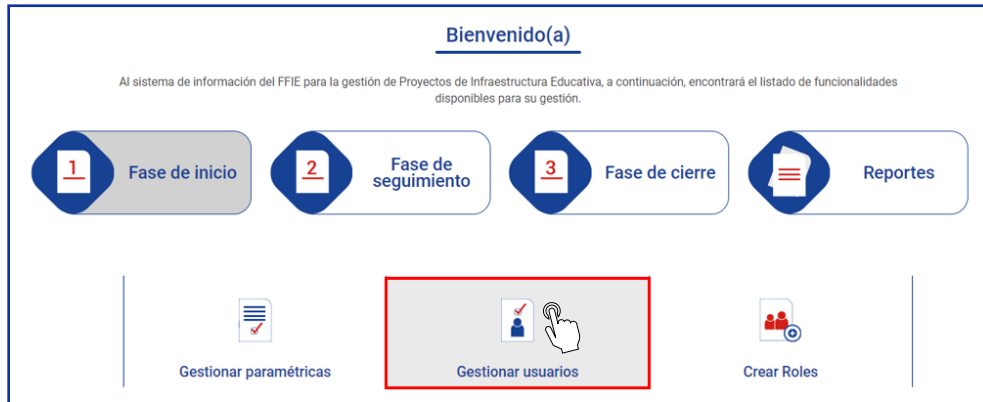 Bienvenido(a)
Al sistema de información del FFIE para la gestión de Proyectos de Infraestructura Educativa, a continuación, encontrará el listado de funcionalidades
disponibles para su gestión.
1
Fase de inicio
2
Fase de
seguimiento
3
Fase de cierre
Reportes
Gestionar paramétricas
Gestionar usuarios
Crear Roles